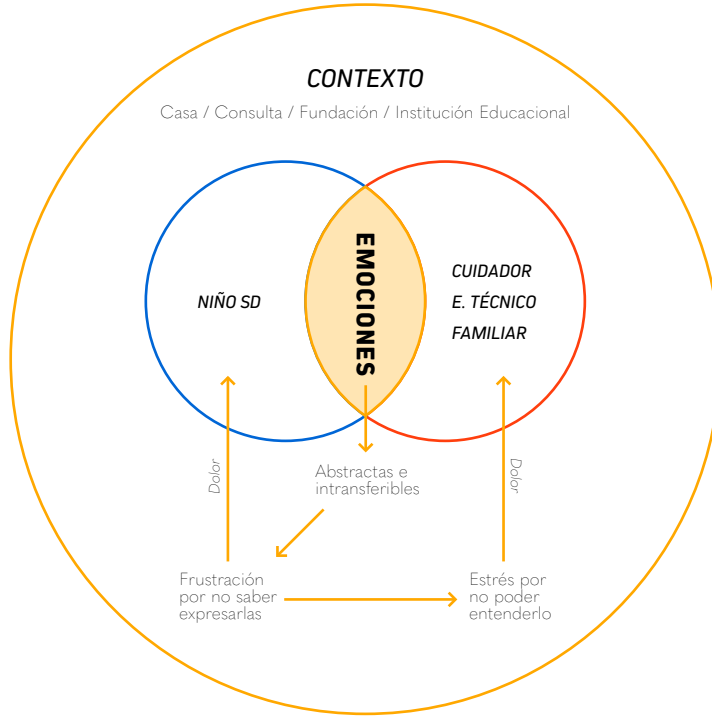 CONTEXTO
Casa / Consulta / Fundación / Institución Educacional
NIÑO SD
EMOCIONES
CUIDADOR
E. TÉCNICO
FAMILIAR
Dolor
Abstractas e
intransferibles
Dolor
Frustración
por no saber
expresarlas
Estrés por
no poder
entenderlo